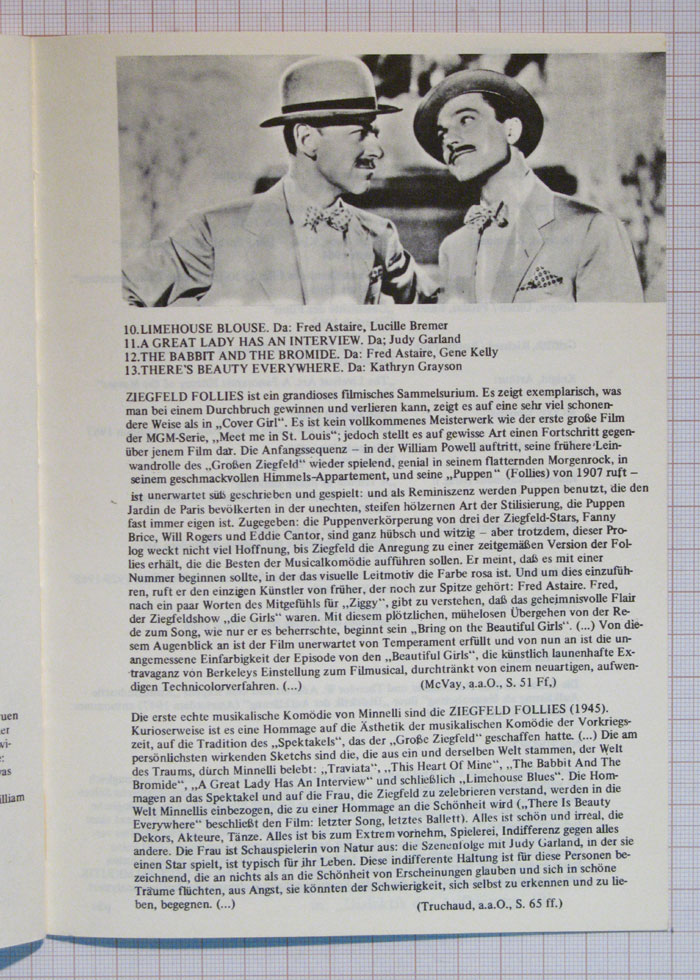 10.LIMEHOUSE BLOUSE. Da: Fred Astaire, Lucille Bremer
11.A GREAT LADY HAS AN INTERVIEW. Da; Judy Garland
12.THE BABBIT AND THE BROMIDE. Da: Fred Astaire, Gene Kelly
13.THERE'S BEAUTY EVERYWHERE. Da: Kathryn Grayson
ZIEGFELD FOLLIES ist ein grandioses filmisches Sammelsurium. Es zeigt exemplarisch, was
man bei einem Durchbruch gewinnen und verlieren kann, zeigt es auf eine sehr viel schonen-
dere Weise als in „Cover Girl“. Es ist kein vollkommenes Meisterwerk wie der erste große Film
der MGM-Serie, „Meet me in St. Louis“; jedoch stellt es auf gewisse Art einen Fortschritt gegen-
über jenem Film dar. Die Anfangssequenz – in der William Powell auftritt, seine frühere Lein-
wandrolle des „Großen Ziegfeld“ wieder spielend, genial in seinem flatternden Morgenrock, in
seinem geschmackvollen Himmels-Appartement, und seine „Puppen“ (Follies) von 1907 ruft –
ist unerwartet süß geschrieben und gespielt: und als Reminiszenz werden Puppen benutzt, die den
Jardin de Paris bevölkerten in der unechten, steifen hölzernen Art der Stilisierung, die Puppen
fast immer eigen ist. Zugegeben: die Puppenverkörperung von drei der Ziegfeld-Stars, Fanny
Brice, Will Rogers und Eddie Cantor, sind ganz hübsch und witzig – aber trotzdem, dieser Pro-
log weckt nicht viel Hoffnung, bis Ziegfeld die Anregung zu einer zeitgemäßen Version der Fol-
lies erhält, die die Besten der Musicalkomödie aufführen sollen. Er meint, daß es mit einer
Nummer beginnen sollte, in der das visuelle Leitmotiv die Farbe rosa ist. Und um dies einzufüh-
ren, ruft er den einzigen Künstler von früher, der noch zur Spitze gehört: Fred Astaire. Fred,
nach ein paar Worten des Mitgefühls für „Ziggy“, gibt zu verstehen, daß das geheimnisvolle Flair
der Ziegfeldshow „die Girls“ waren. Mit diesem plötzlichen, mühelosen Übergehen von der Re-
de zum Song, wie nur er es beherrschte, beginnt sein „Bring on the Beautiful Girls“. (...) Von die-
sem Augenblick an ist der Film unerwartet von Temperament erfüllt und von nun an ist die un-
angemessene Einfarbigkeit der Episode von den „Beautiful Girls“, die künstlich launenhafte Ex-
travaganz von Berkeleys Einstellung zum Filmusical, durchtränkt von einem neuartigen, aufwen-
digen Technicolorverfahren. (...) (McVay, a.a.O., S. 51 Ff,)
Die erste echte musikalische Komödie von Minnelli sind die ZIEGFELD FOLLIES (1945).
Kurioserweise ist es eine Hommage auf die Ästhetik der musikalischen Komödie der Vorkriegs-
zeit, auf die Tradition des „Spektakels“, das der „Große Ziegfeld“ geschaffen hatte. (...) Die am
persönlichsten wirkenden Sketchs sind die, die aus ein und derselben Welt stammen, der Welt
des Traums, durch Minnelli belebt: „Traviata“, „This Heart Of Mine“, „The Babbit And The
Bromide“, „A Great Lady Has An Interview“ und schließlich „Limehouse Blues“. Die Hom-
magen an das Spektakel und auf die Frau, die Ziegfeld zu zelebrieren verstand, werden in die
Welt Minnellis einbezogen, die zu einer Hommage an die Schönheit wird („There Is Beauty
Everywhere“ beschließt den Film: letzter Song, letztes Ballett). Alles ist schön und irreal, die
Dekors, Akteure, Tänze. Alles ist bis zum Extrem vornehm, Spielerei, Indifferenz gegen alles
andere. Die Frau ist Schauspielerin von Natur aus: die Szenenfolge mit Judy Garland, in der sie
einen Star spielt, ist typisch für ihr Leben. Diese indifferente Haltung ist für diese Personen be-
zeichnend, die an nichts als an die Schönheit von Erscheinungen glauben und sich in schöne
Träume flüchten, aus Angst, sie könnten der Schwierigkeit, sich selbst zu erkennen und zu lie-
ben, begegnen. (...) (Truchaud, a.a.O., S. 65 ff.)